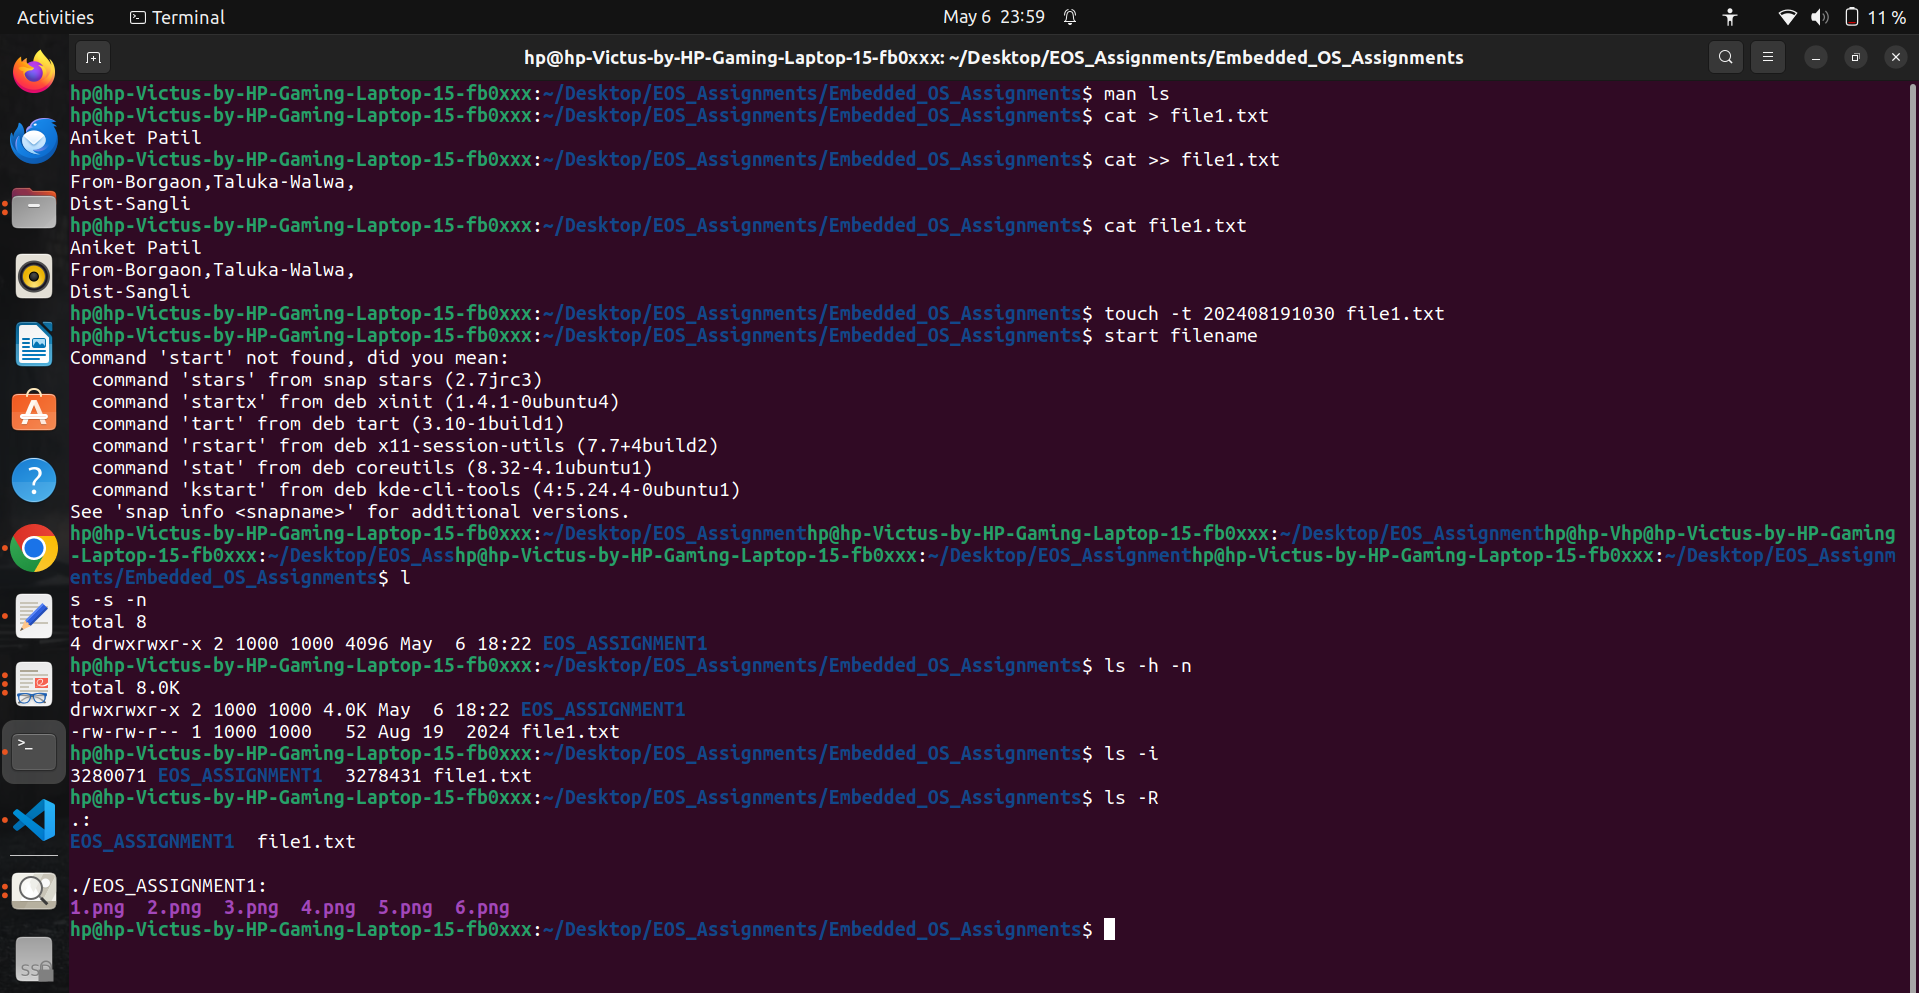 Activities Terminal May 6 23:59 11 %
hp@hp-Victus-by-HP-Gaming-Laptop-15-fb0xxx: ~/Desktop/EOS_Assignments/Embedded_OS_Assignments
hp@hp-Victus-by-HP-Gaming-Laptop-15-fb0xxx:~/Desktop/EOS_Assignments/Embedded_OS_Assignments$ man ls
hp@hp-Victus-by-HP-Gaming-Laptop-15-fb0xxx:~/Desktop/EOS_Assignments/Embedded_OS_Assignments$ cat > file1.txt
Aniket Patil
hp@hp-Victus-by-HP-Gaming-Laptop-15-fb0xxx:~/Desktop/EOS_Assignments/Embedded_OS_Assignments$ cat >> file1.txt
From-Borgaon,Taluka-Walwa,
Dist-Sangli
hp@hp-Victus-by-HP-Gaming-Laptop-15-fb0xxx:~/Desktop/EOS_Assignments/Embedded_OS_Assignments$ cat file1.txt
Aniket Patil
From-Borgaon,Taluka-Walwa,
Dist-Sangli
hp@hp-Victus-by-HP-Gaming-Laptop-15-fb0xxx:~/Desktop/EOS_Assignments/Embedded_OS_Assignments$ touch -t 202408191030 file1.txt
hp@hp-Victus-by-HP-Gaming-Laptop-15-fb0xxx:~/Desktop/EOS_Assignments/Embedded_OS_Assignments$ start filename
Command 'start' not found, did you mean:
  command 'stars' from snap stars (2.7jrc3)
  command 'startx' from deb xinit (1.4.1-0ubuntu4)
  command 'tart' from deb tart (3.10-1build1)
  command 'rstart' from deb x11-session-utils (7.7+4build2)
  command 'stat' from deb coreutils (8.32-4.1ubuntu1)
  command 'kstart' from deb kde-cli-tools (4:5.24.4-0ubuntu1)
See 'snap info <snapname>' for additional versions.
hp@hp-Victus-by-HP-Gaming-Laptop-15-fb0xxx:~/Desktop/EOS_Assignmenthp@hp-Victus-by-HP-Gaming-Laptop-15-fb0xxx:~/Desktop/EOS_Assignmenthp@hp-Vhp@hp-Victus-by-HP-Gaming
-Laptop-15-fb0xxx:~/Desktop/EOS_Asshp@hp-Victus-by-HP-Gaming-Laptop-15-fb0xxx:~/Desktop/EOS_Assignmenthp@hp-Victus-by-HP-Gaming-Laptop-15-fb0xxx:~/Desktop/EOS_Assignm
ents/Embedded_OS_Assignments$ l
s -s -n
total 8
4 drwxrwxr-x 2 1000 1000 4096 May  6 18:22 EOS_ASSIGNMENT1
hp@hp-Victus-by-HP-Gaming-Laptop-15-fb0xxx:~/Desktop/EOS_Assignments/Embedded_OS_Assignments$ ls -h -n
total 8.0K
drwxrwxr-x 2 1000 1000 4.0K May  6 18:22 EOS_ASSIGNMENT1
-rw-rw-r-- 1 1000 1000   52 Aug 19  2024 file1.txt
hp@hp-Victus-by-HP-Gaming-Laptop-15-fb0xxx:~/Desktop/EOS_Assignments/Embedded_OS_Assignments$ ls -i
3280071 EOS_ASSIGNMENT1  3278431 file1.txt
hp@hp-Victus-by-HP-Gaming-Laptop-15-fb0xxx:~/Desktop/EOS_Assignments/Embedded_OS_Assignments$ ls -R
.:
EOS_ASSIGNMENT1  file1.txt

./EOS_ASSIGNMENT1:
1.png  2.png  3.png  4.png  5.png  6.png
hp@hp-Victus-by-HP-Gaming-Laptop-15-fb0xxx:~/Desktop/EOS_Assignments/Embedded_OS_Assignments$